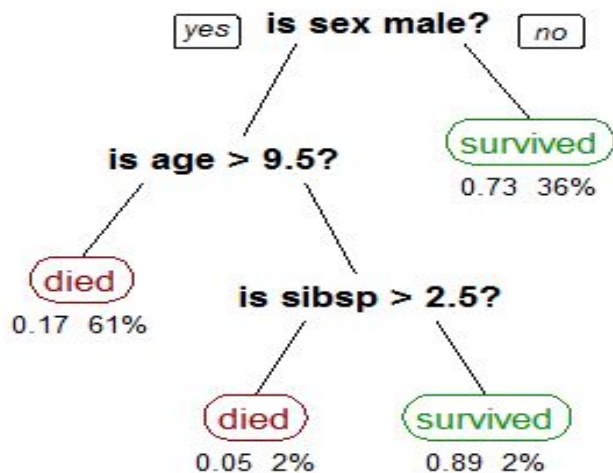 yes is sex male? no
survived
is age > 9.5?
0.73 36%
died
is sibsp > 2.5?
0.17 61%
died survived
0.05 2% 0.89 2%